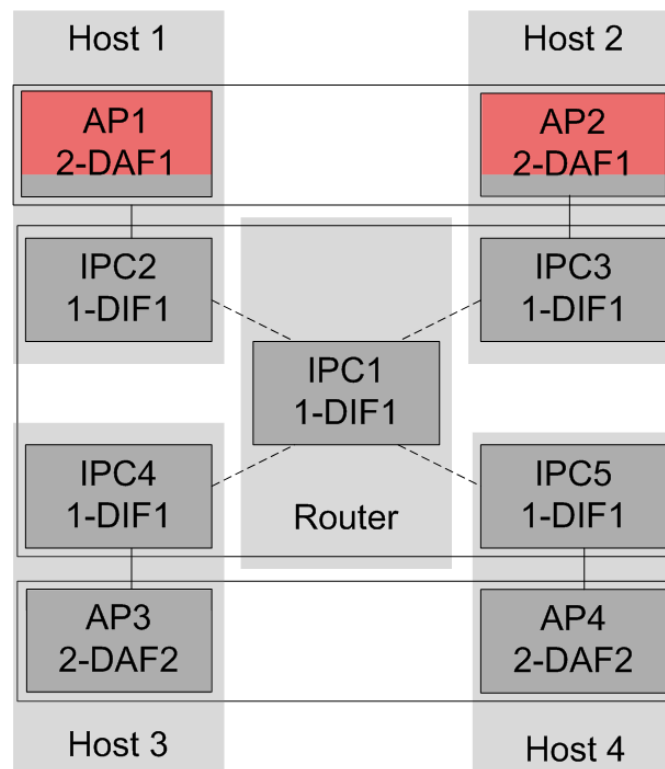 Host 1
Host 2
AP1
2-DAF1
AP2
2-DAF1
IPC2
1-DIF1
IPC3
1-DIF1
IPC1
1-DIF1
IPC4
1-DIF1
IPC5
1-DIF1
Router
AP3
2-DAF2
AP4
2-DAF2
Host 3
Host 4